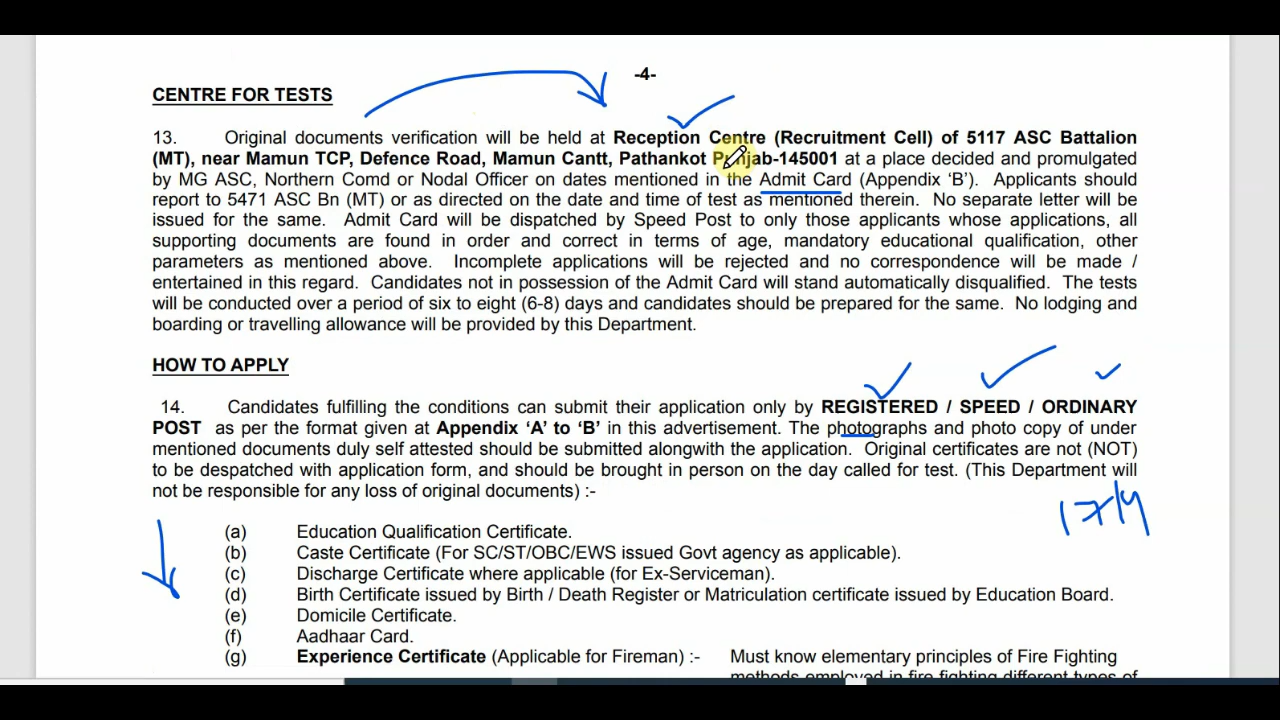 -4-
CENTRE FOR TESTS
13. Original documents verification will be held at Reception Centre (Recruitment Cell) of 5117 ASC Battalion
(MT), near Mamun TCP, Defence Road, Mamun Cantt, Pathankot Punjab-145001 at a place decided and promulgated
by MG ASC, Northern Comd or Nodal Officer on dates mentioned in the Admit Card (Appendix ‘B’). Applicants should
report to 5471 ASC Bn (MT) or as directed on the date and time of test as mentioned therein. No separate letter will be
issued for the same. Admit Card will be dispatched by Speed Post to only those applicants whose applications, all
supporting documents are found in order and correct in terms of age, mandatory educational qualification, other
parameters as mentioned above. Incomplete applications will be rejected and no correspondence will be made /
entertained in this regard. Candidates not in possession of the Admit Card will stand automatically disqualified. The tests
will be conducted over a period of six to eight (6-8) days and candidates should be prepared for the same. No lodging and
boarding or travelling allowance will be provided by this Department.
HOW TO APPLY
14. Candidates fulfilling the conditions can submit their application only by REGISTERED / SPEED / ORDINARY
POST as per the format given at Appendix ‘A’ to ‘B’ in this advertisement. The photographs and photo copy of under
mentioned documents duly self attested should be submitted alongwith the application. Original certificates are not (NOT)
to be despatched with application form, and should be brought in person on the day called for test. (This Department will
not be responsible for any loss of original documents) :-
(a) Education Qualification Certificate.
(b) Caste Certificate (For SC/ST/OBC/EWS issued Govt agency as applicable).
(c) Discharge Certificate where applicable (for Ex-Serviceman).
(d) Birth Certificate issued by Birth / Death Register or Matriculation certificate issued by Education Board.
(e) Domicile Certificate.
(f) Aadhaar Card.
(g) Experience Certificate (Applicable for Fireman) :- Must know elementary principles of Fire Fighting
methods employed in fire fighting different types of